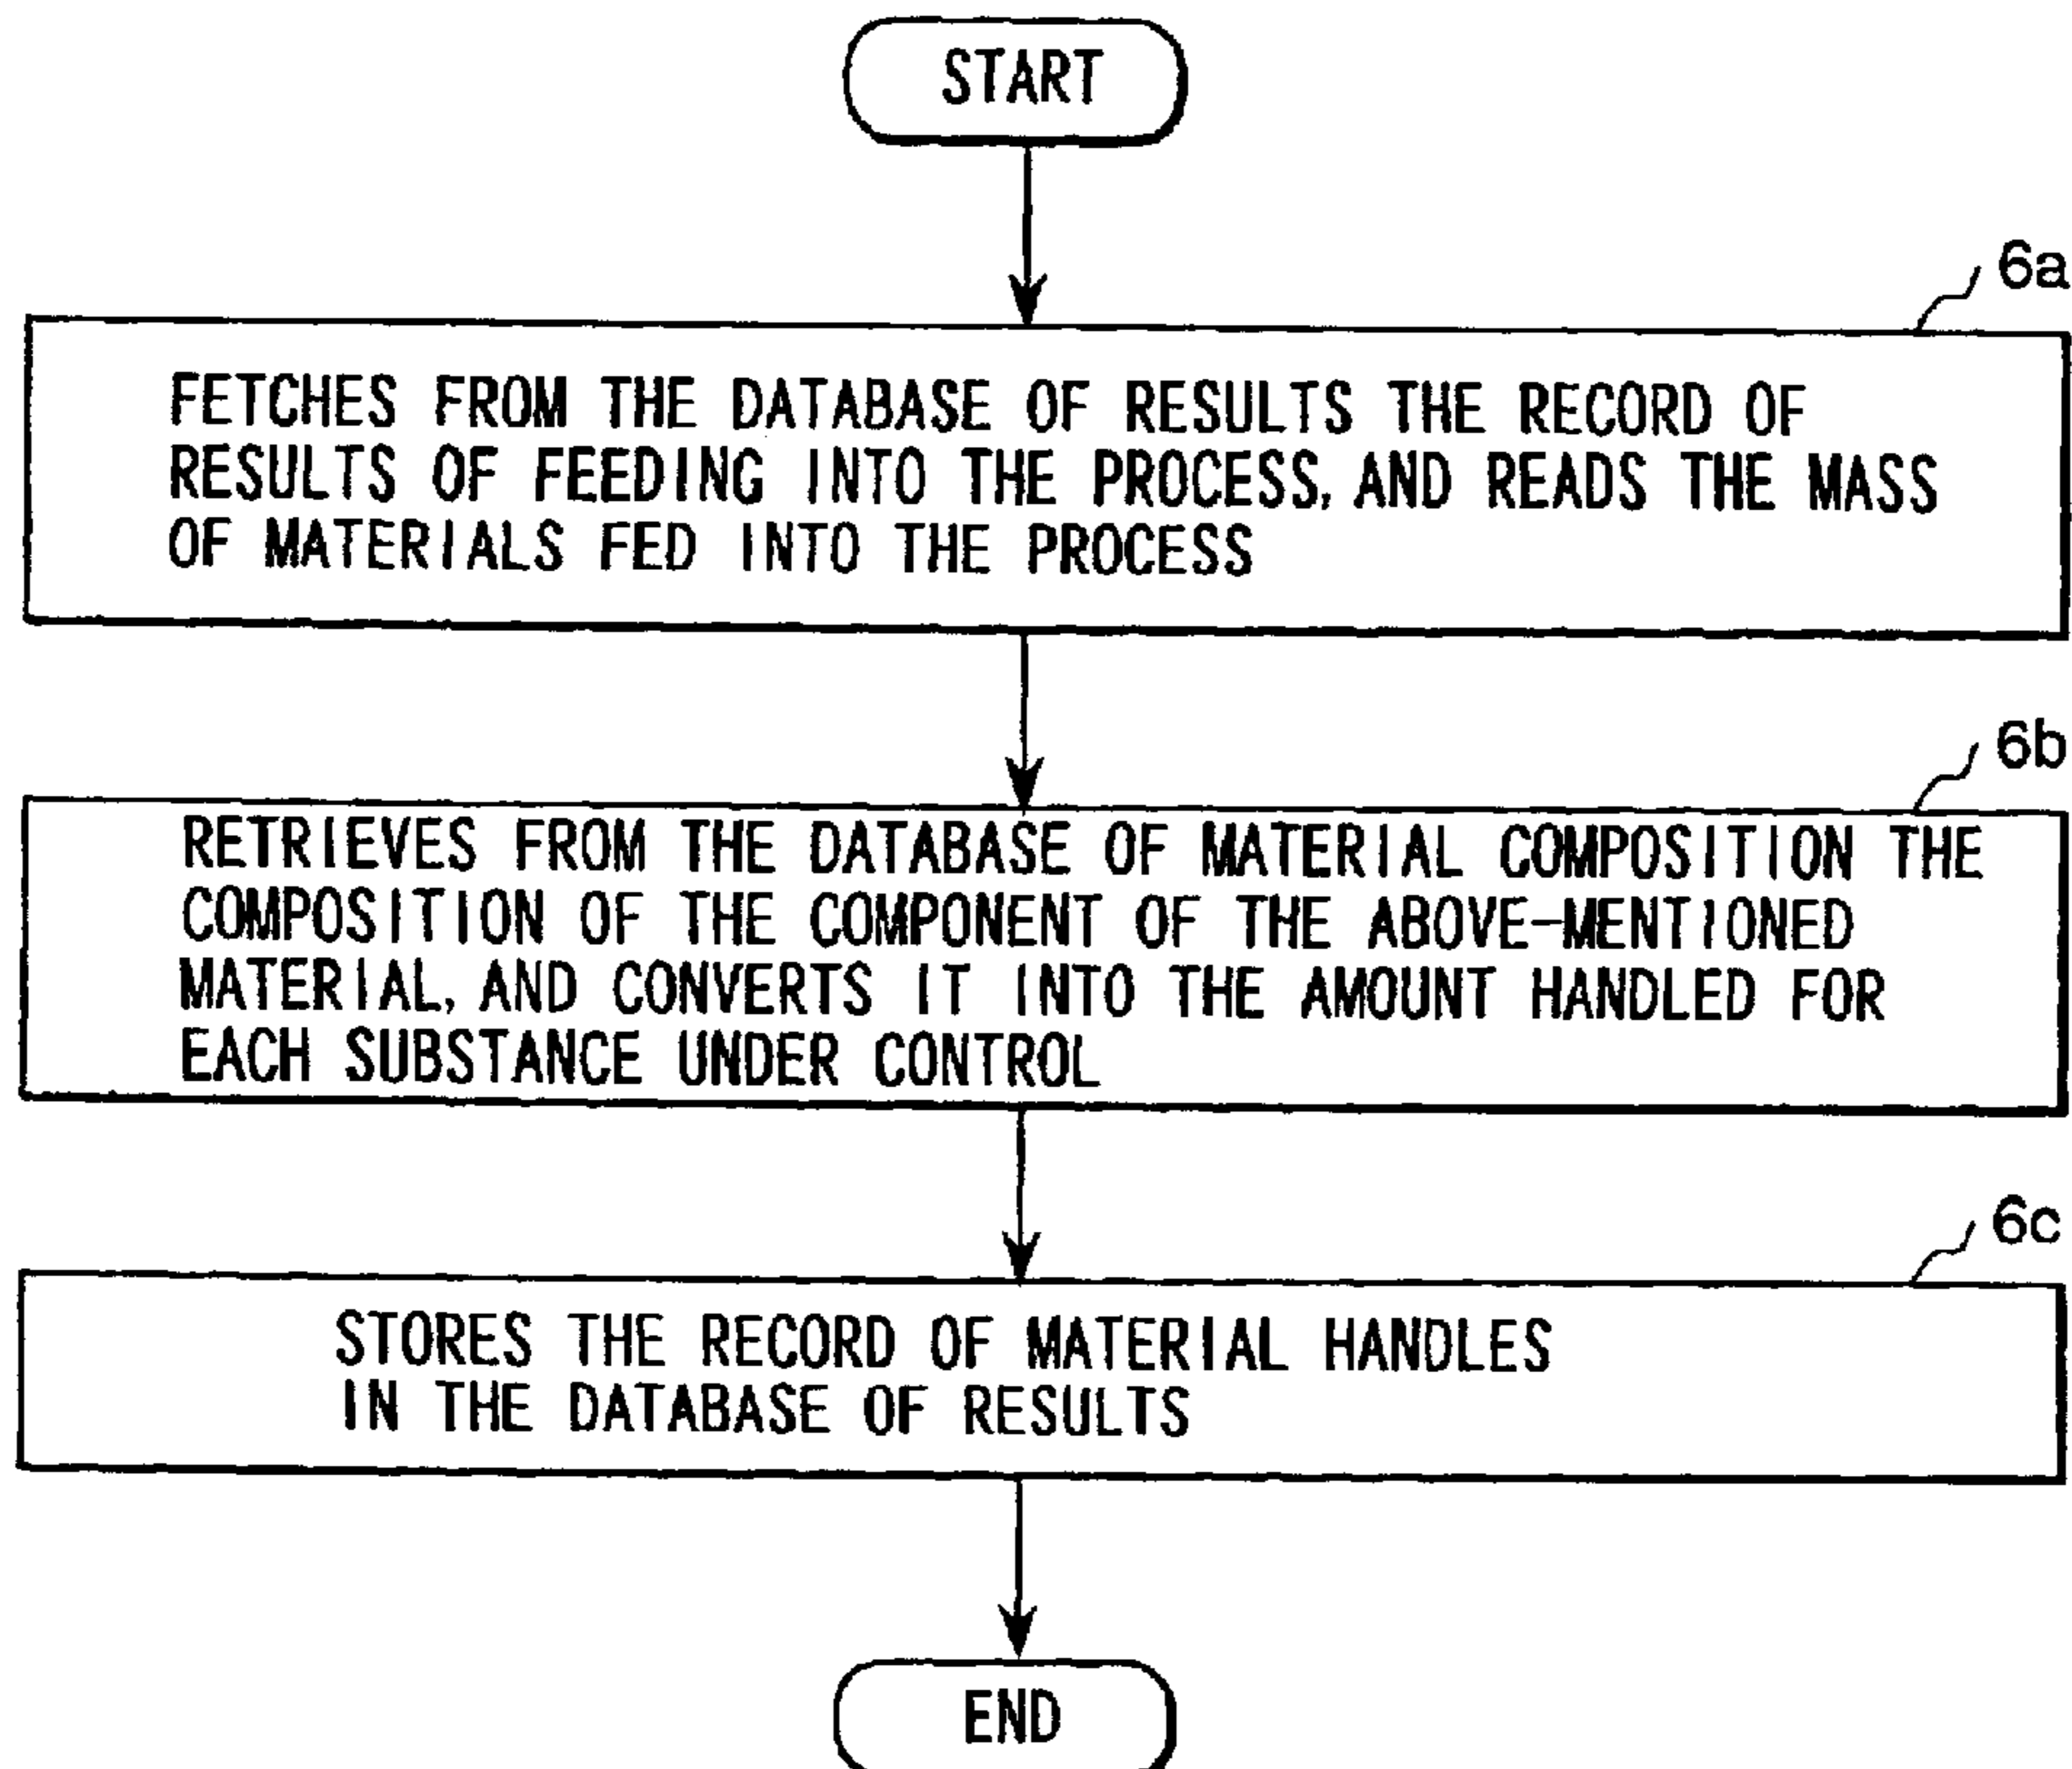 START
6a
FETCHES FROM THE DATABASE OF RESULTS THE RECORD OF
RESULTS OF FEEDING INTO THE PROCESS, AND READS THE MASS
OF MATERIALS FED INTO THE PROCESS
6b
RETRIEVES FROM THE DATABASE OF MATERIAL COMPOSITION THE
COMPOSITION OF THE COMPONENT OF THE ABOVE-MENTIONED
MATERIAL, AND CONVERTS IT INTO THE AMOUNT HANDLED FOR
EACH SUBSTANCE UNDER CONTROL
6c
STORES THE RECORD OF MATERIAL HANDLES
IN THE DATABASE OF RESULTS
END